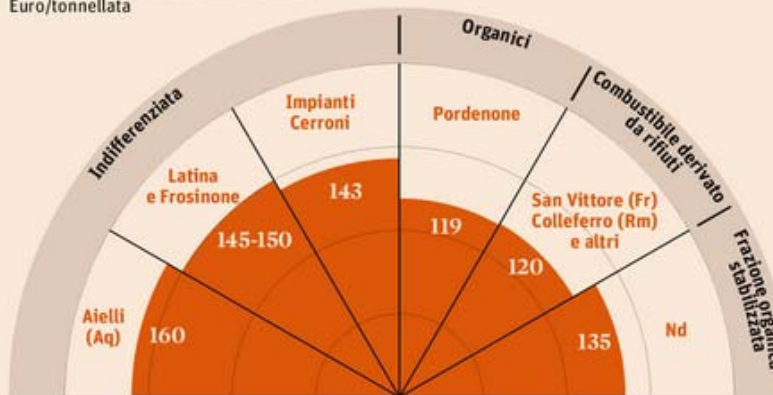 Euro/tonnellata
Indifferenziata
Organici
Combustibile derivato
da rifiuti
Frazione organica
stabilizzata
Aielli
(Aq)
160
Latina
e Frosinone
145-150
Impianti
Cerroni
143
Pordenone
119
San Vittore (Fr)
Colleferro (Rm)
e altri
120
Nd
135